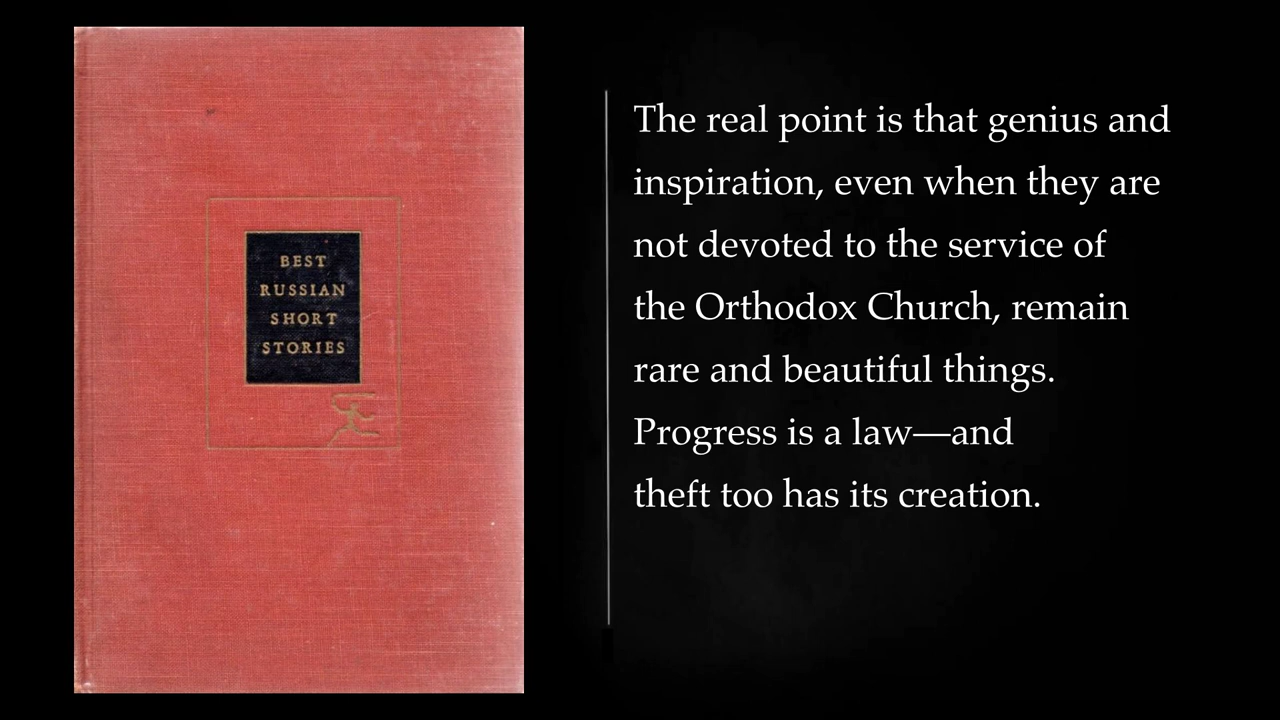 BEST
RUSSIAN
SHORT
STORIES
The real point is that genius and
inspiration, even when they are
not devoted to the service of
the Orthodox Church, remain
rare and beautiful things.
Progress is a law—and
theft too has its creation.